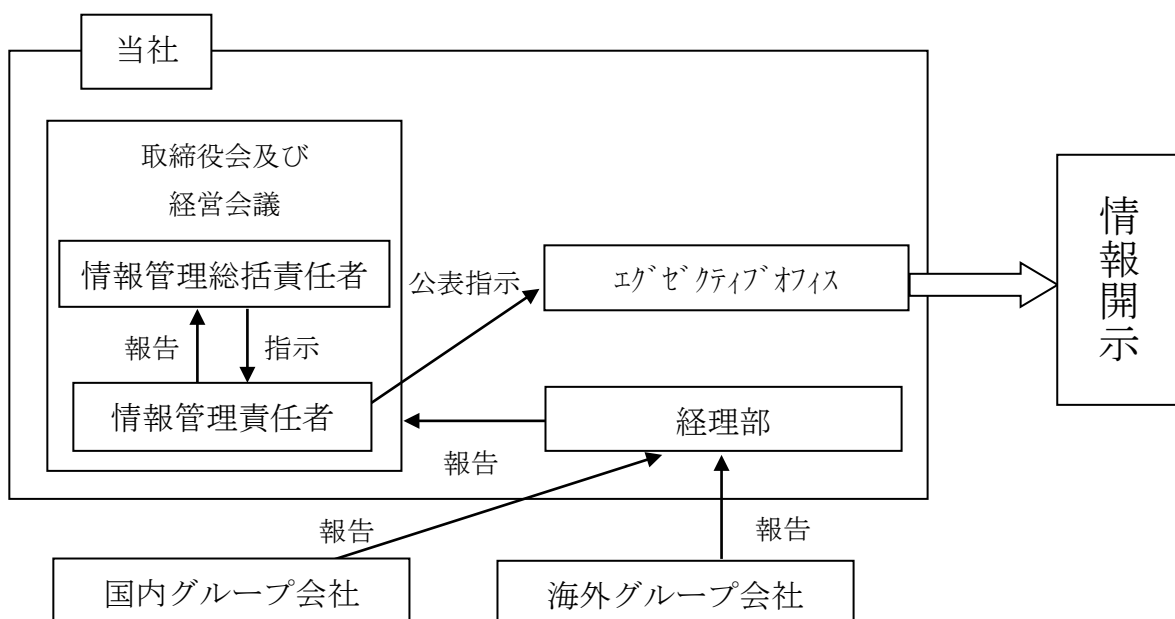 当社
取締役会及び
経営会議
情報管理総括責任者
報告
指示
情報管理責任者
公表指示
ｴｸﾞｾﾞｸﾃｨﾌﾞｵﾌｨｽ
経理部
報告
情報開示
報告
報告
国内グループ会社
海外グループ会社